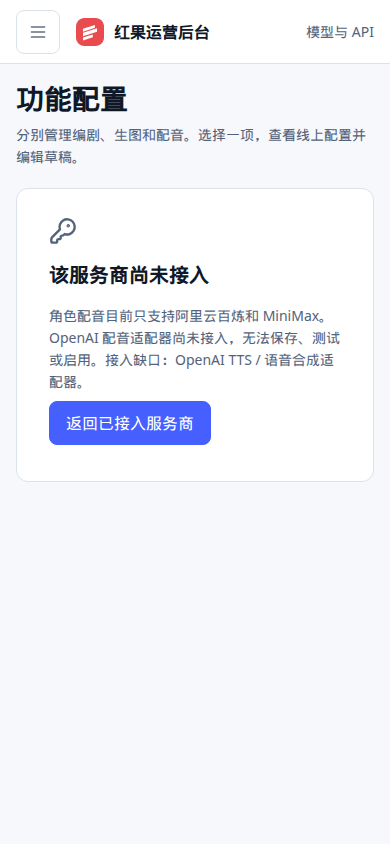 红果运营后台
模型与 API
功能配置
分别管理编剧、生图和配音。选择一项，查看线上配置并
编辑草稿。
该服务商尚未接入
角色配音目前只支持阿里云百炼和 MiniMax。
OpenAI 配音适配器尚未接入，无法保存、测试
或启用。接入缺口：OpenAI TTS / 语音合成适
配器。
返回已接入服务商